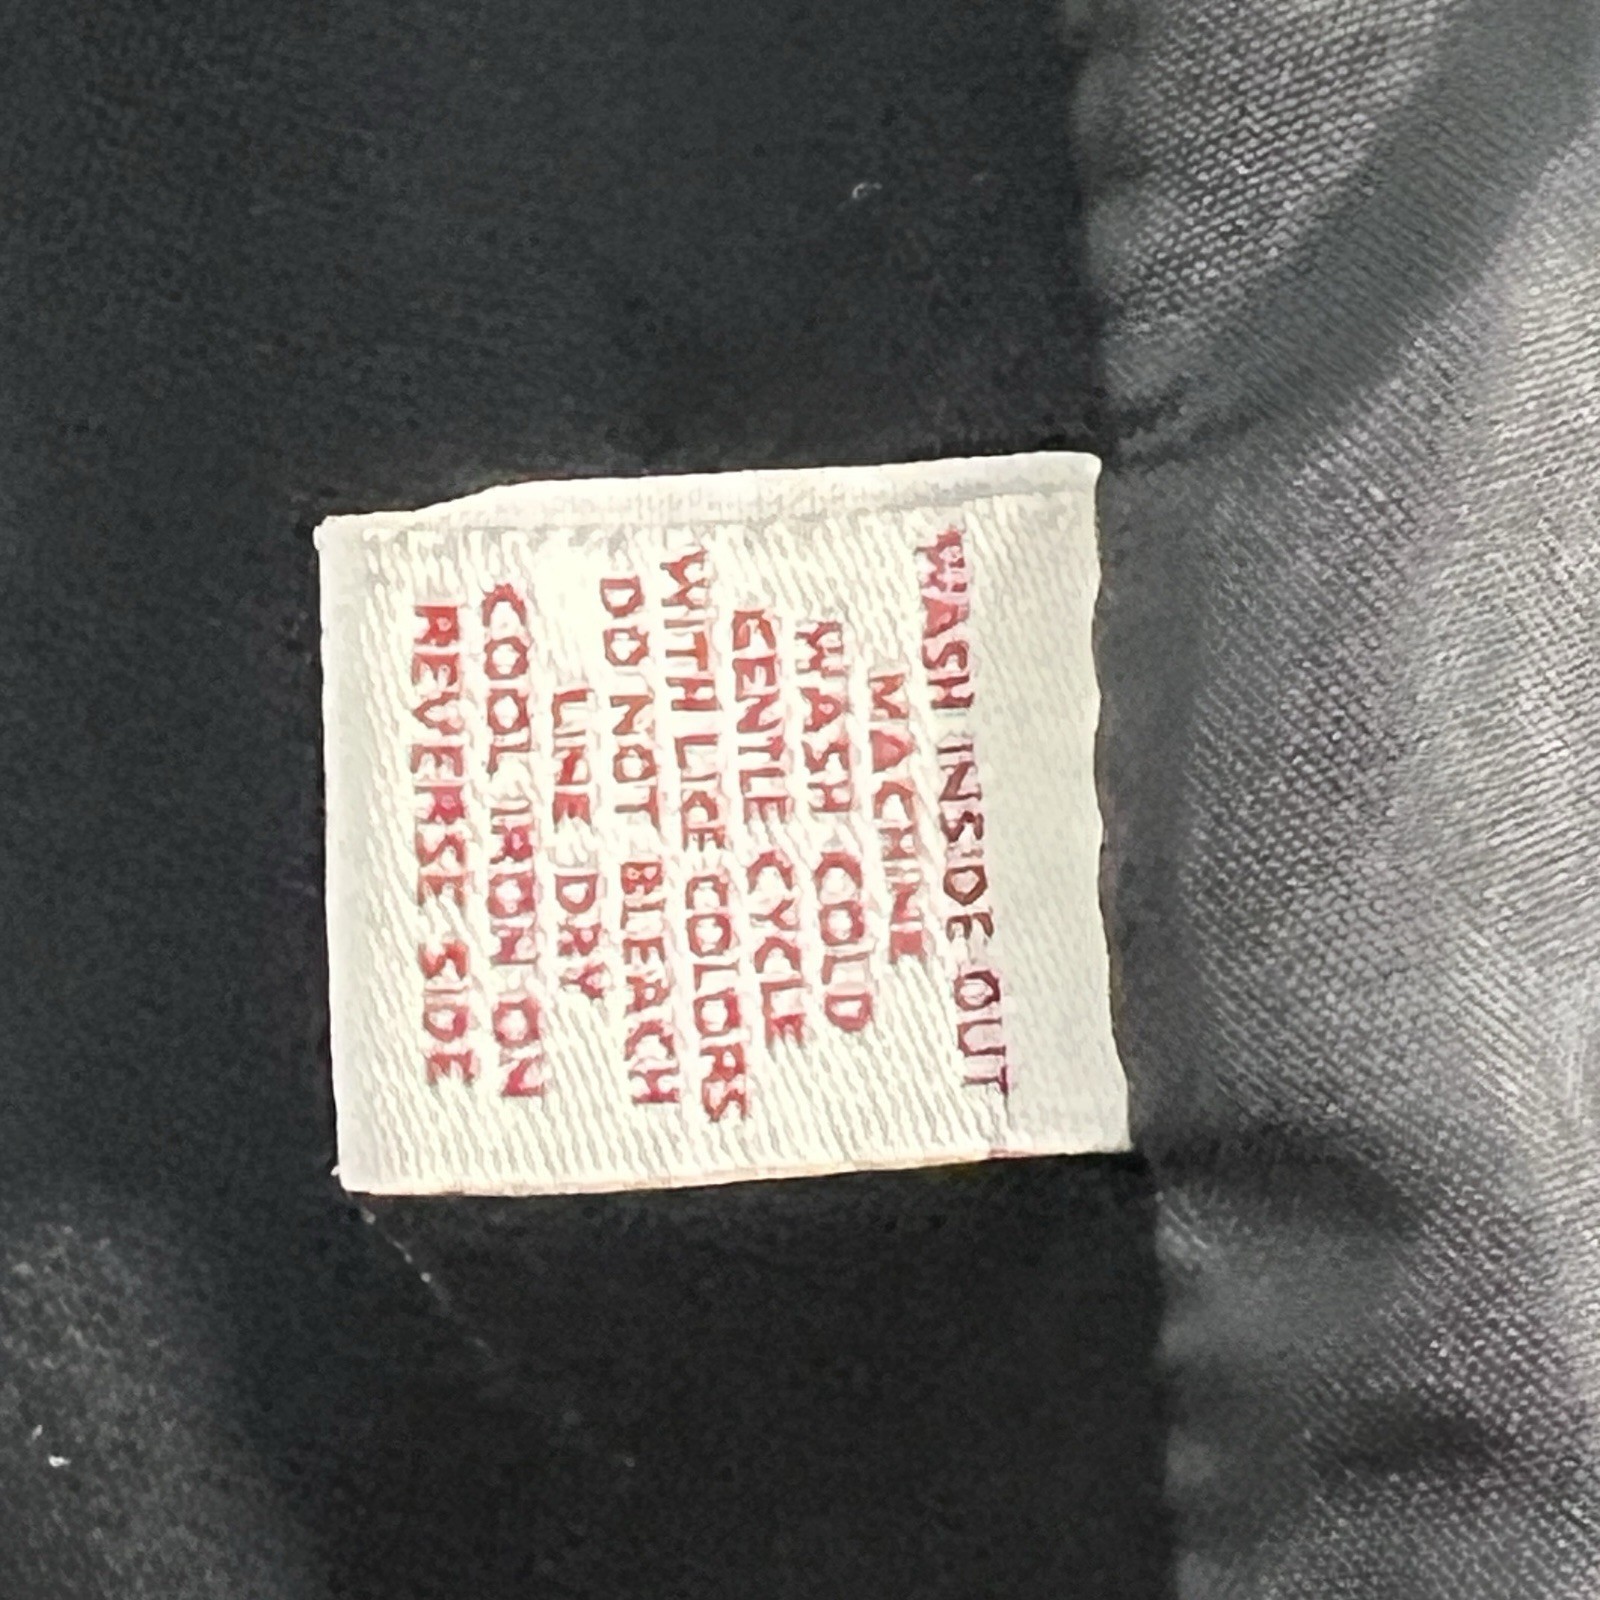 WASH INSIDE OUT
MACHINE
WASH COLD
GENTLE CYCLE
WITH LICE COLORS
DO NOT BLEACH
LINE DRY
COOL IRON ON
REVERSE SIDE